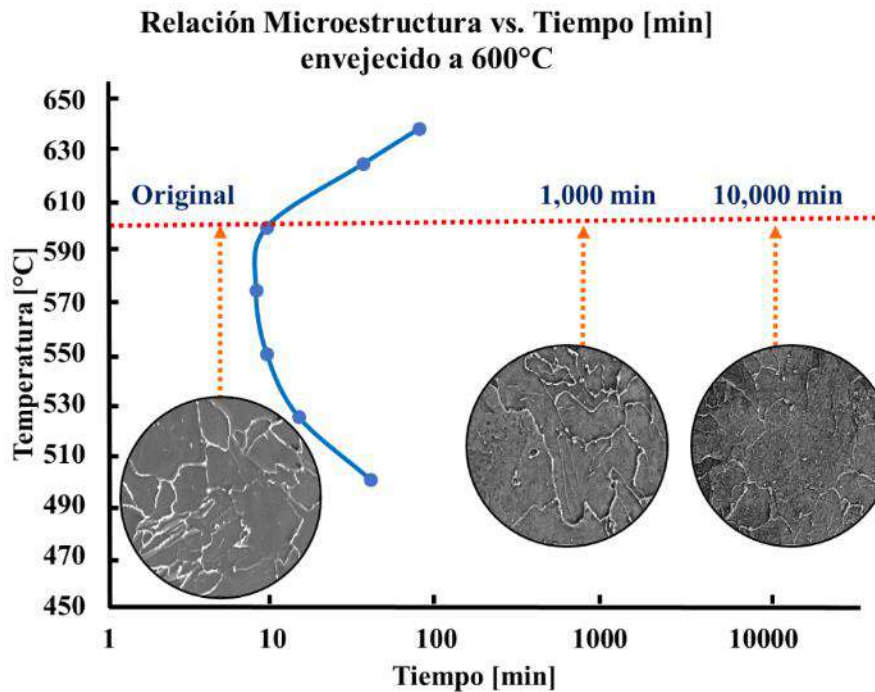 Relación Microestructura vs. Tiempo [min]
envejecido a 600°C
Temperatura [°C]
650
630
610
590
570
550
530
510
490
470
450
Original
1,000 min
10,000 min
1
10
100
1000
10000
Tiempo [min]